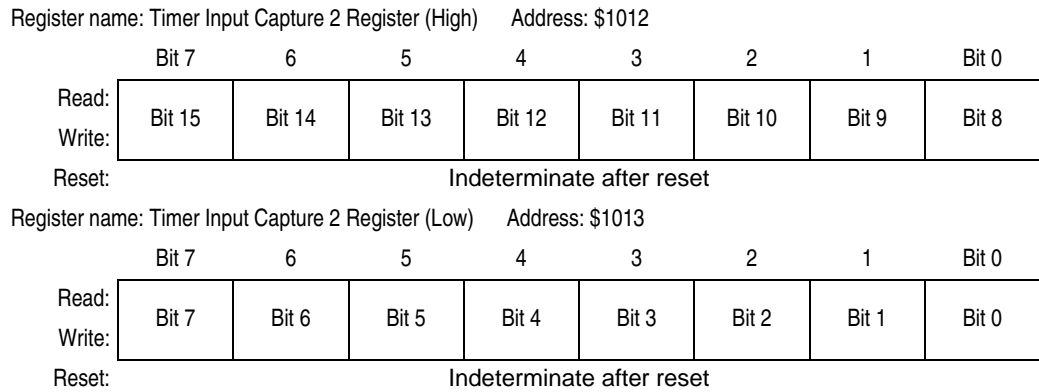 Register name: Timer Input Capture 2 Register (High) Address: $1012
Bit 7 6 5 4 3 2 1 Bit 0
Read:
Bit 15 Bit 14 Bit 13 Bit 12 Bit 11 Bit 10 Bit 9 Bit 8
Write:
Reset: Indeterminate after reset
Register name: Timer Input Capture 2 Register (Low) Address: $1013
Bit 7 6 5 4 3 2 1 Bit 0
Read:
Bit 7 Bit 6 Bit 5 Bit 4 Bit 3 Bit 2 Bit 1 Bit 0
Write:
Reset: Indeterminate after reset